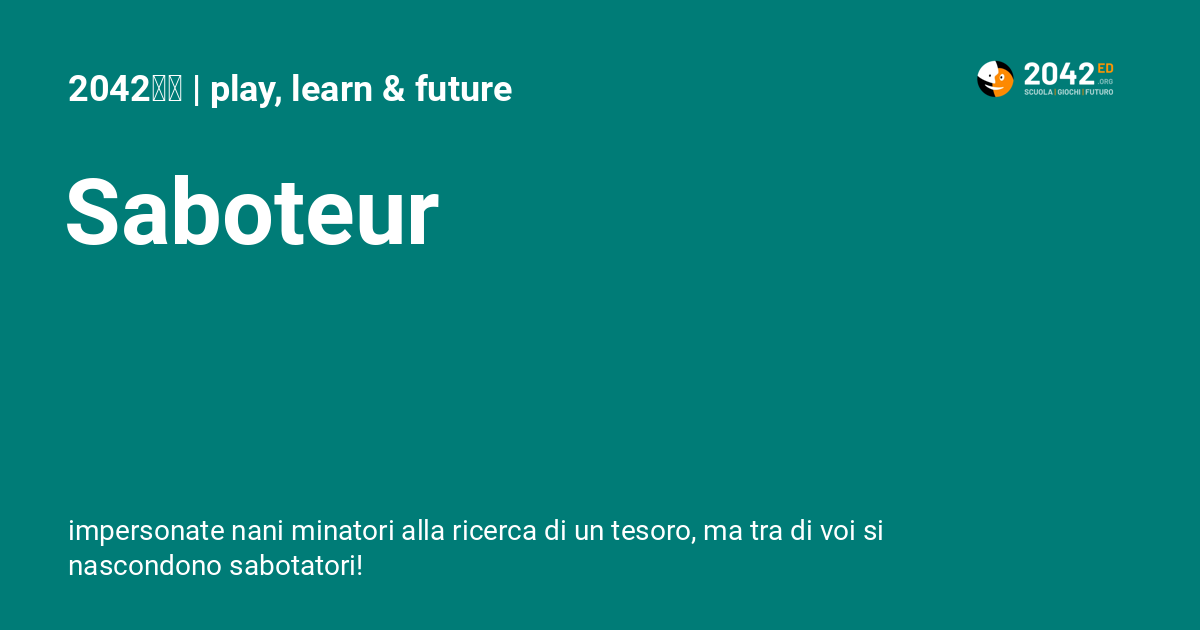 2042 | play, learn & future
2042 ED
.ORG
SCUOLA | GIOCHI | FUTURO
Saboteur
impersonate nani minatori alla ricerca di un tesoro, ma tra di voi si
nascondono sabotatori!